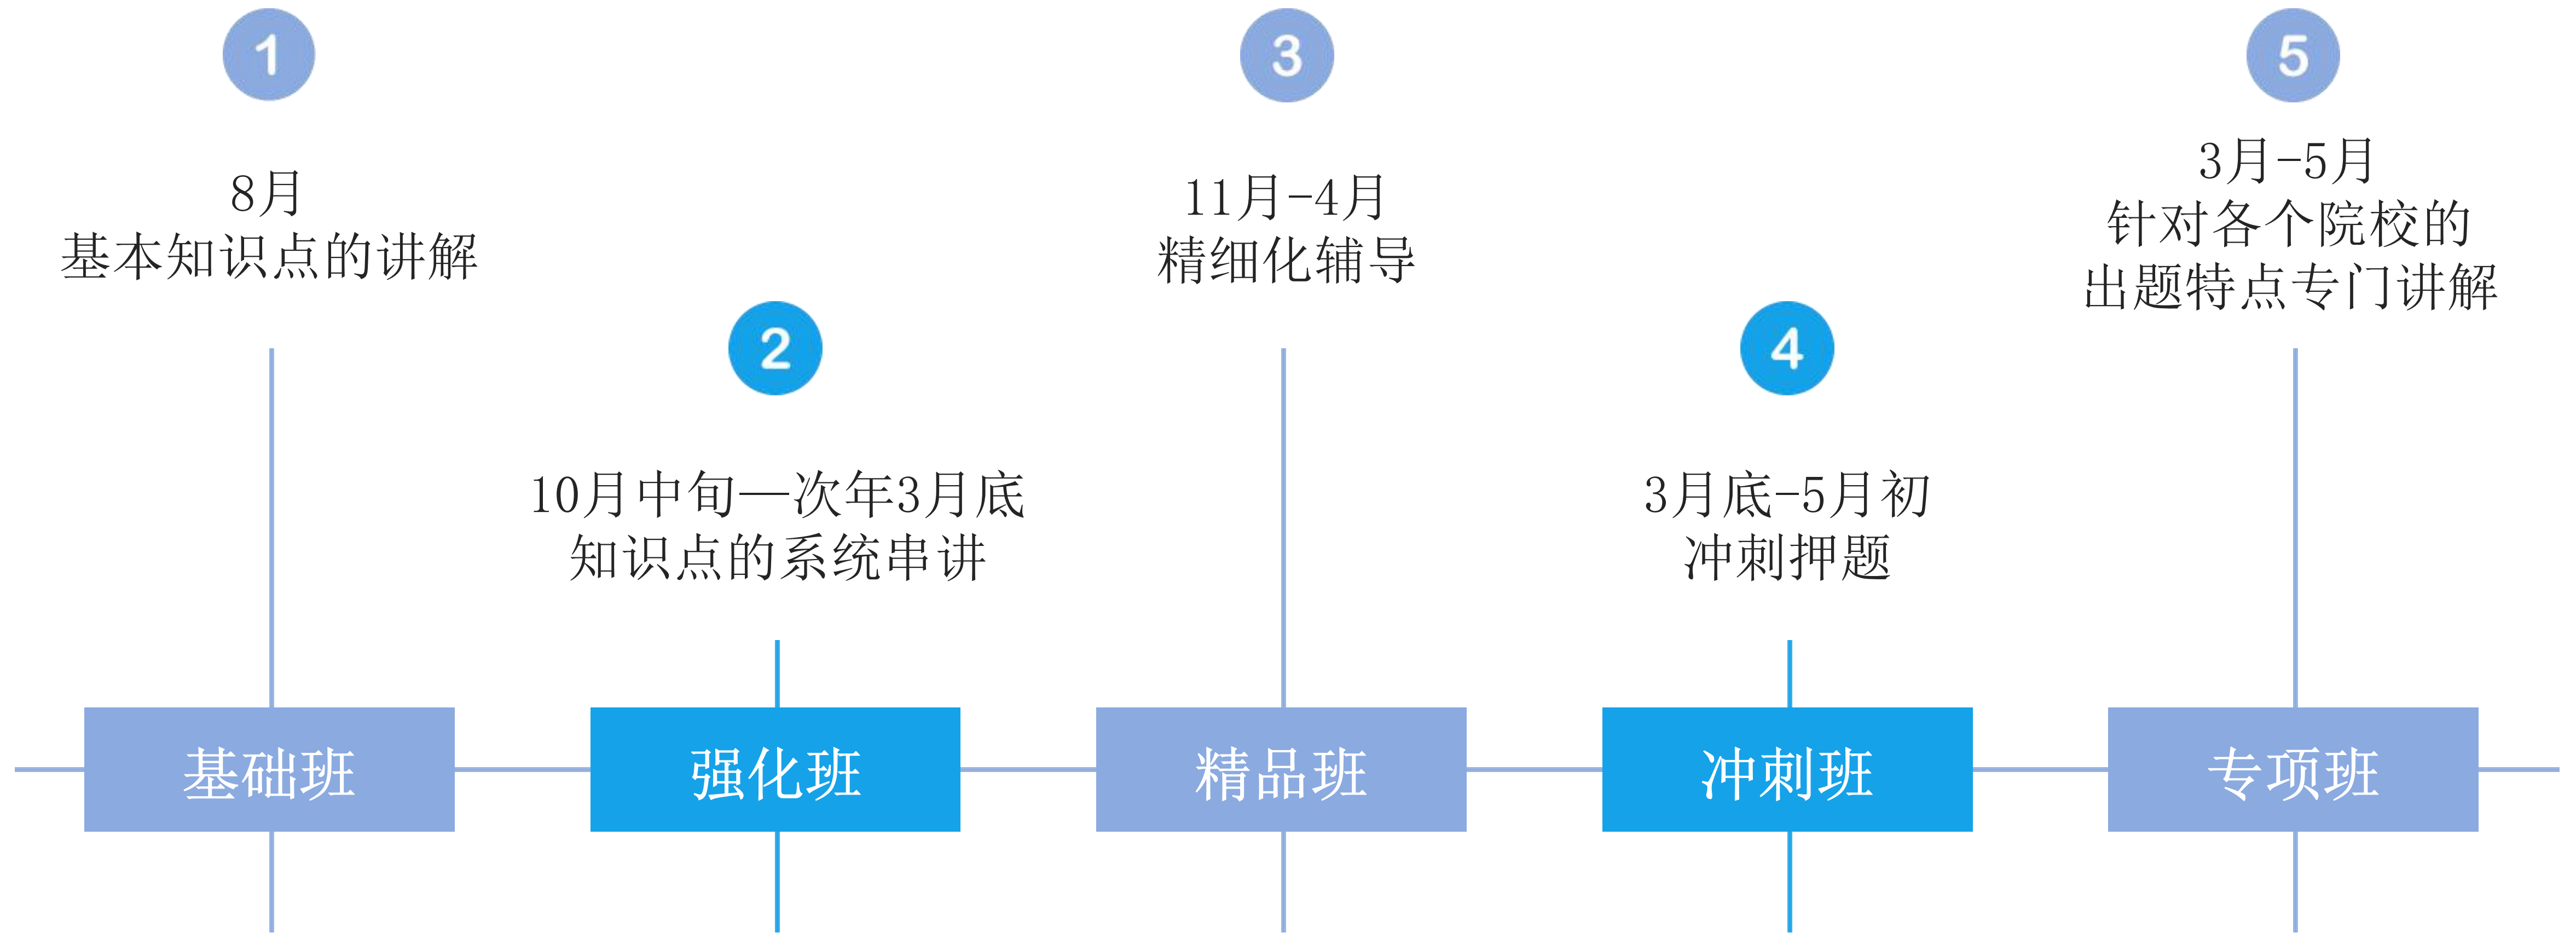 1
8月
基本知识点的讲解
2
10月中旬—次年3月底
知识点的系统串讲
3
11月-4月
精细化辅导
4
3月底-5月初
冲刺押题
5
3月-5月
针对各个院校的
出题特点专门讲解
基础班
强化班
精品班
冲刺班
专项班